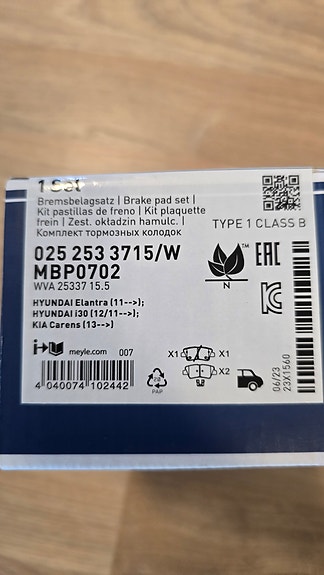 1 Set
Bremsbelagsatz | Brake pad set |
Kit pastillas de freno | Kit plaquette
frein | Zest. okładzin hamulc. |
Комплект тормозных колодок
TYPE 1 CLASS B
025 253 3715/W
MBP0702
WVA 25337 15.5
HYUNDAI Elantra (11-->);
HYUNDAI i30 (12/11-->);
KIA Carens (13-->)
TM
N
EAC
meyle.com 007
4 040074 102442
PAP
X1 X1
X2
06/23
23X1560